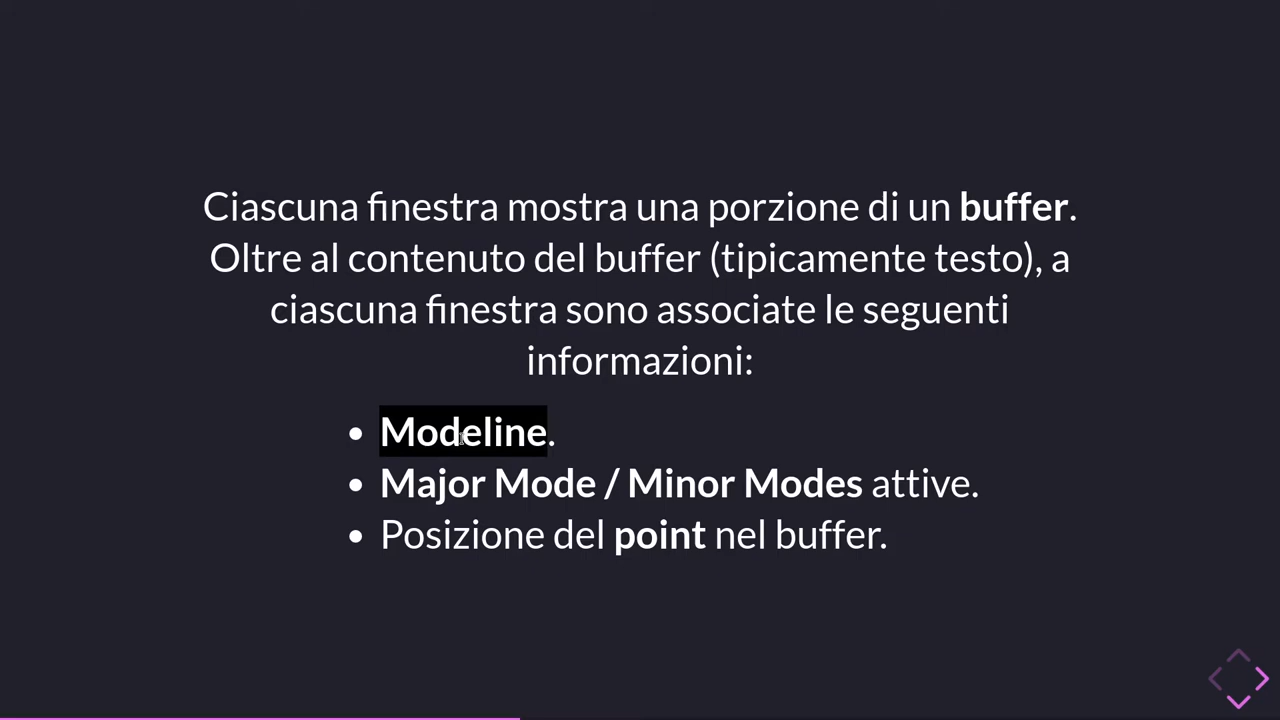 Ciascuna finestra mostra una porzione di un buffer.
Oltre al contenuto del buffer (tipicamente testo), a
ciascuna finestra sono associate le seguenti
informazioni:
• Modeline.
• Major Mode / Minor Modes attive.
• Posizione del point nel buffer.